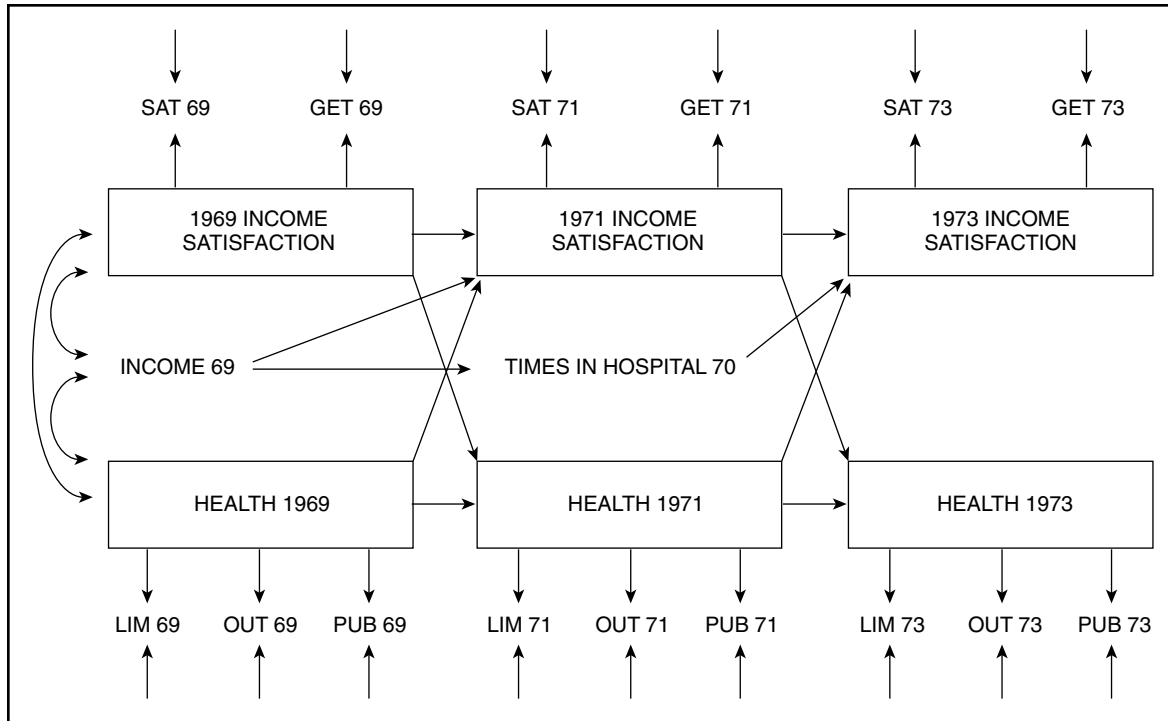 SAT 69 GET 69 SAT 71 GET 71 SAT 73 GET 73
1969 INCOME
SATISFACTION
1971 INCOME
SATISFACTION
1973 INCOME
SATISFACTION
INCOME 69
TIMES IN HOSPITAL 70
HEALTH 1969
HEALTH 1971
HEALTH 1973
LIM 69 OUT 69 PUB 69 LIM 71 OUT 71 PUB 71 LIM 73 OUT 73 PUB 73